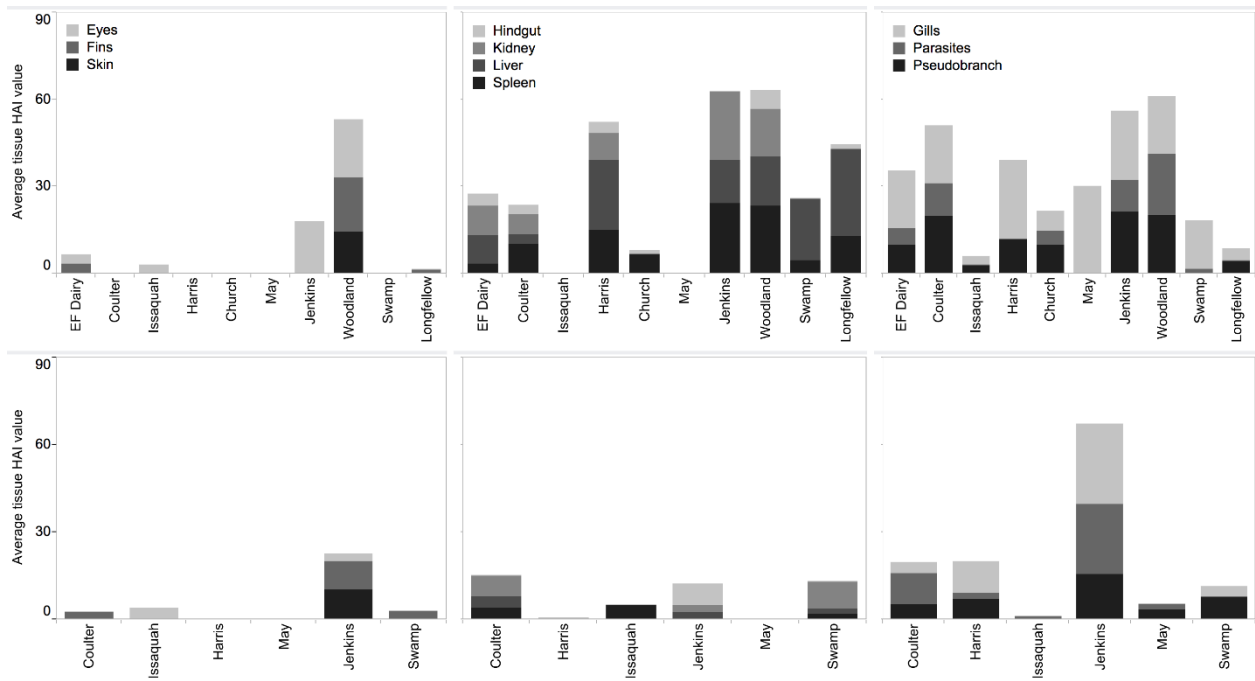 90
60
30
0
Average tissue HAI value
Eyes
Fins
Skin
EF Dairy
Coulter
Issaquah
Harris
Church
May
Jenkins
Woodland
Swamp
Longfellow
Hindgut
Kidney
Liver
Spleen
EF Dairy
Coulter
Issaquah
Harris
Church
May
Jenkins
Woodland
Swamp
Longfellow
Gills
Parasites
Pseudobranch
EF Dairy
Coulter
Issaquah
Harris
Church
May
Jenkins
Woodland
Swamp
Longfellow
90
60
30
0
Average tissue HAI value
Coulter
Issaquah
Harris
May
Jenkins
Swamp
Coulter
Harris
Issaquah
Jenkins
May
Swamp
Coulter
Harris
Issaquah
Jenkins
May
Swamp